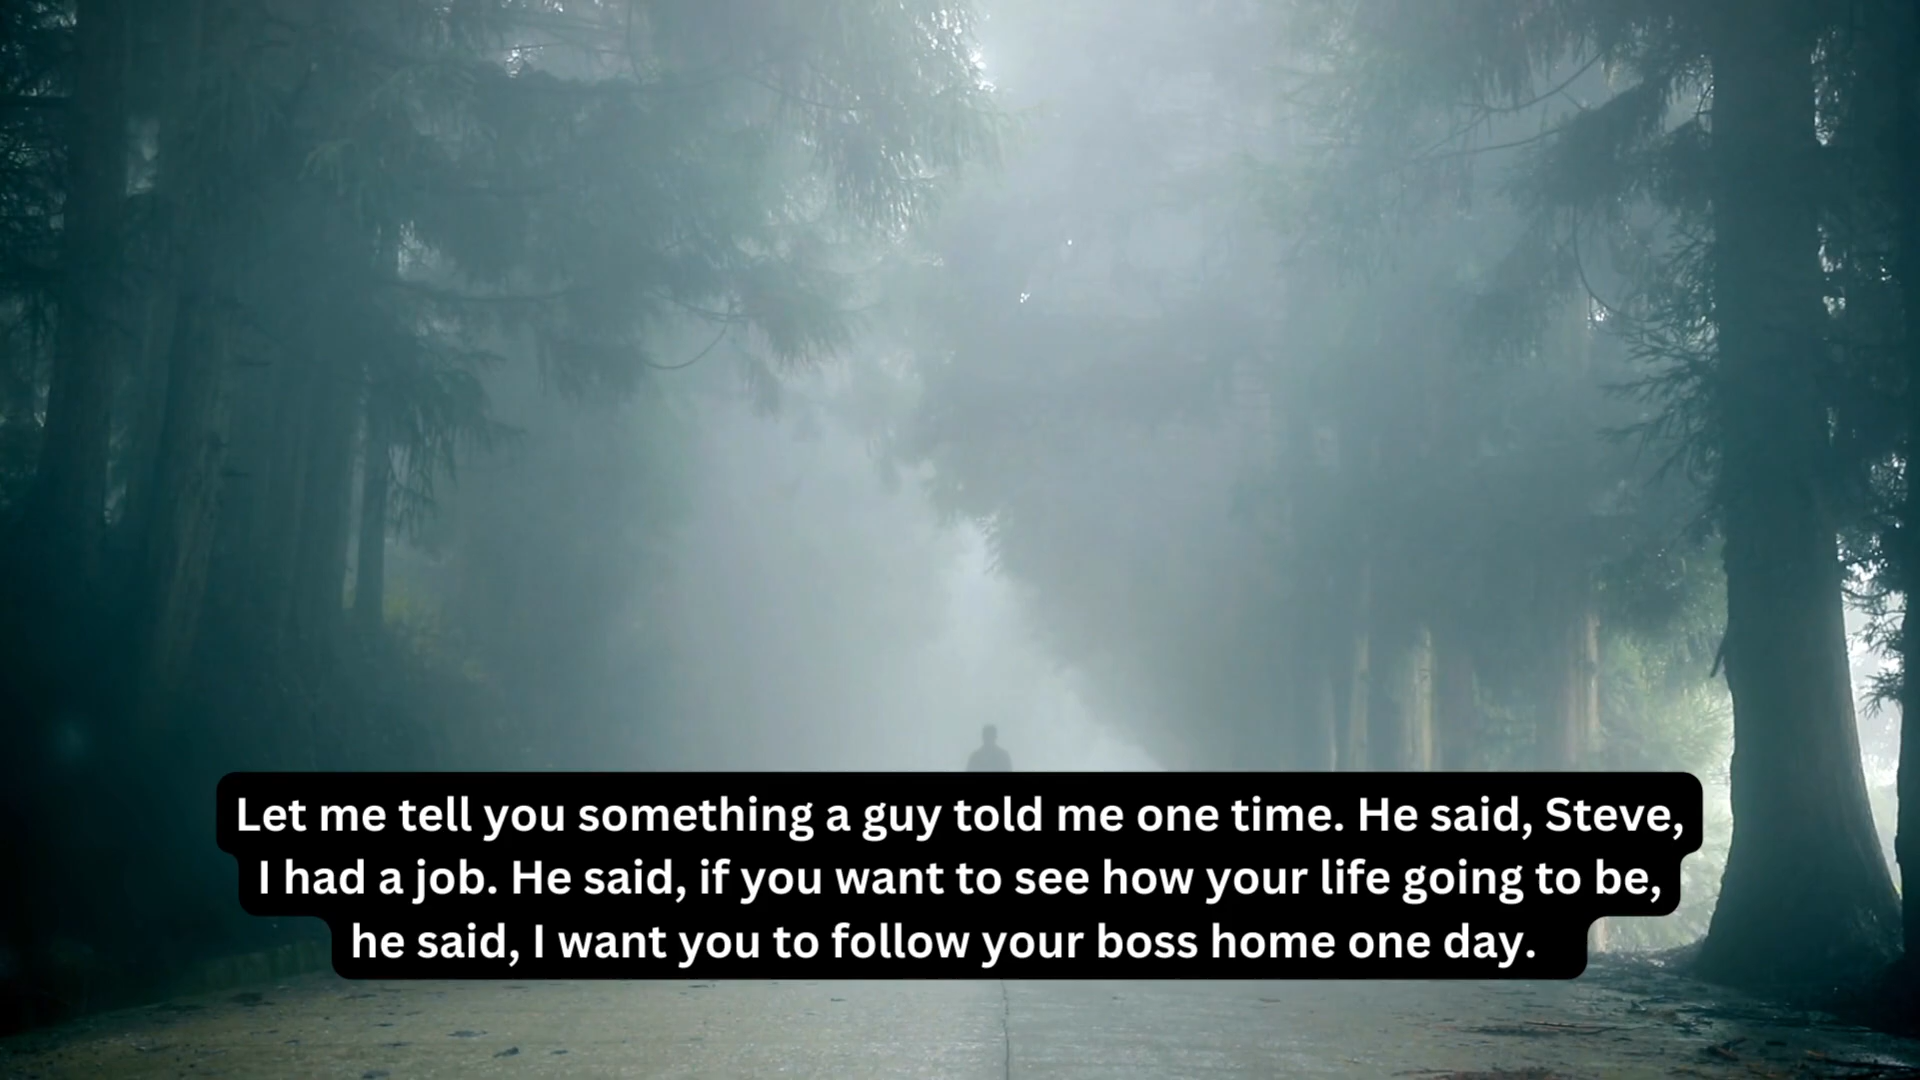 Let me tell you something a guy told me one time. He said, Steve,
I had a job. He said, if you want to see how your life going to be,
he said, I want you to follow your boss home one day.